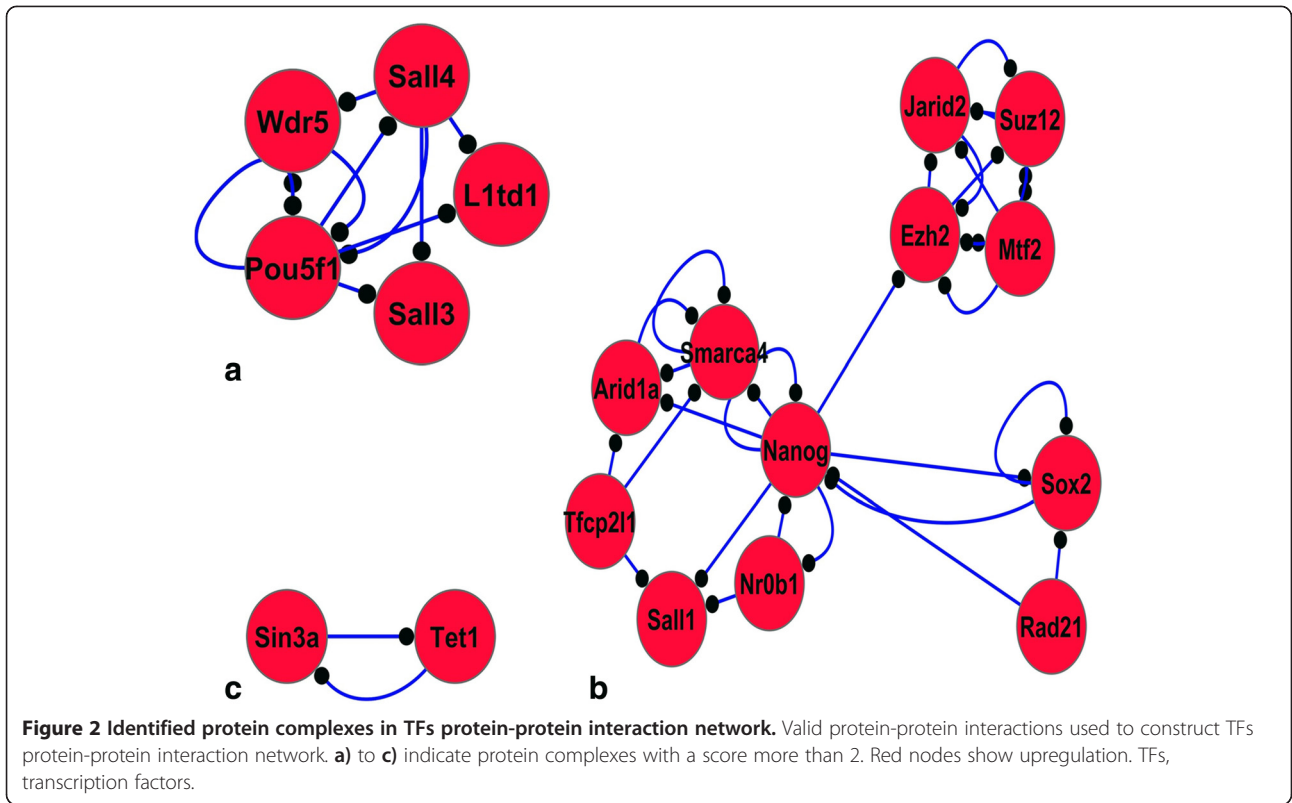 Sall4
Wdr5
L1td1
Pou5f1
Sall3
a
Jarid2
Suz12
Ezh2
Mtf2
Smarca4
Arid1a
Nanog
Sox2
Tfcp2l1
Nr0b1
Sall1
Rad21
b
Sin3a
Tet1
c
Figure 2 Identified protein complexes in TFs protein-protein interaction network. Valid protein-protein interactions used to construct TFs
protein-protein interaction network. a) to c) indicate protein complexes with a score more than 2. Red nodes show upregulation. TFs,
transcription factors.